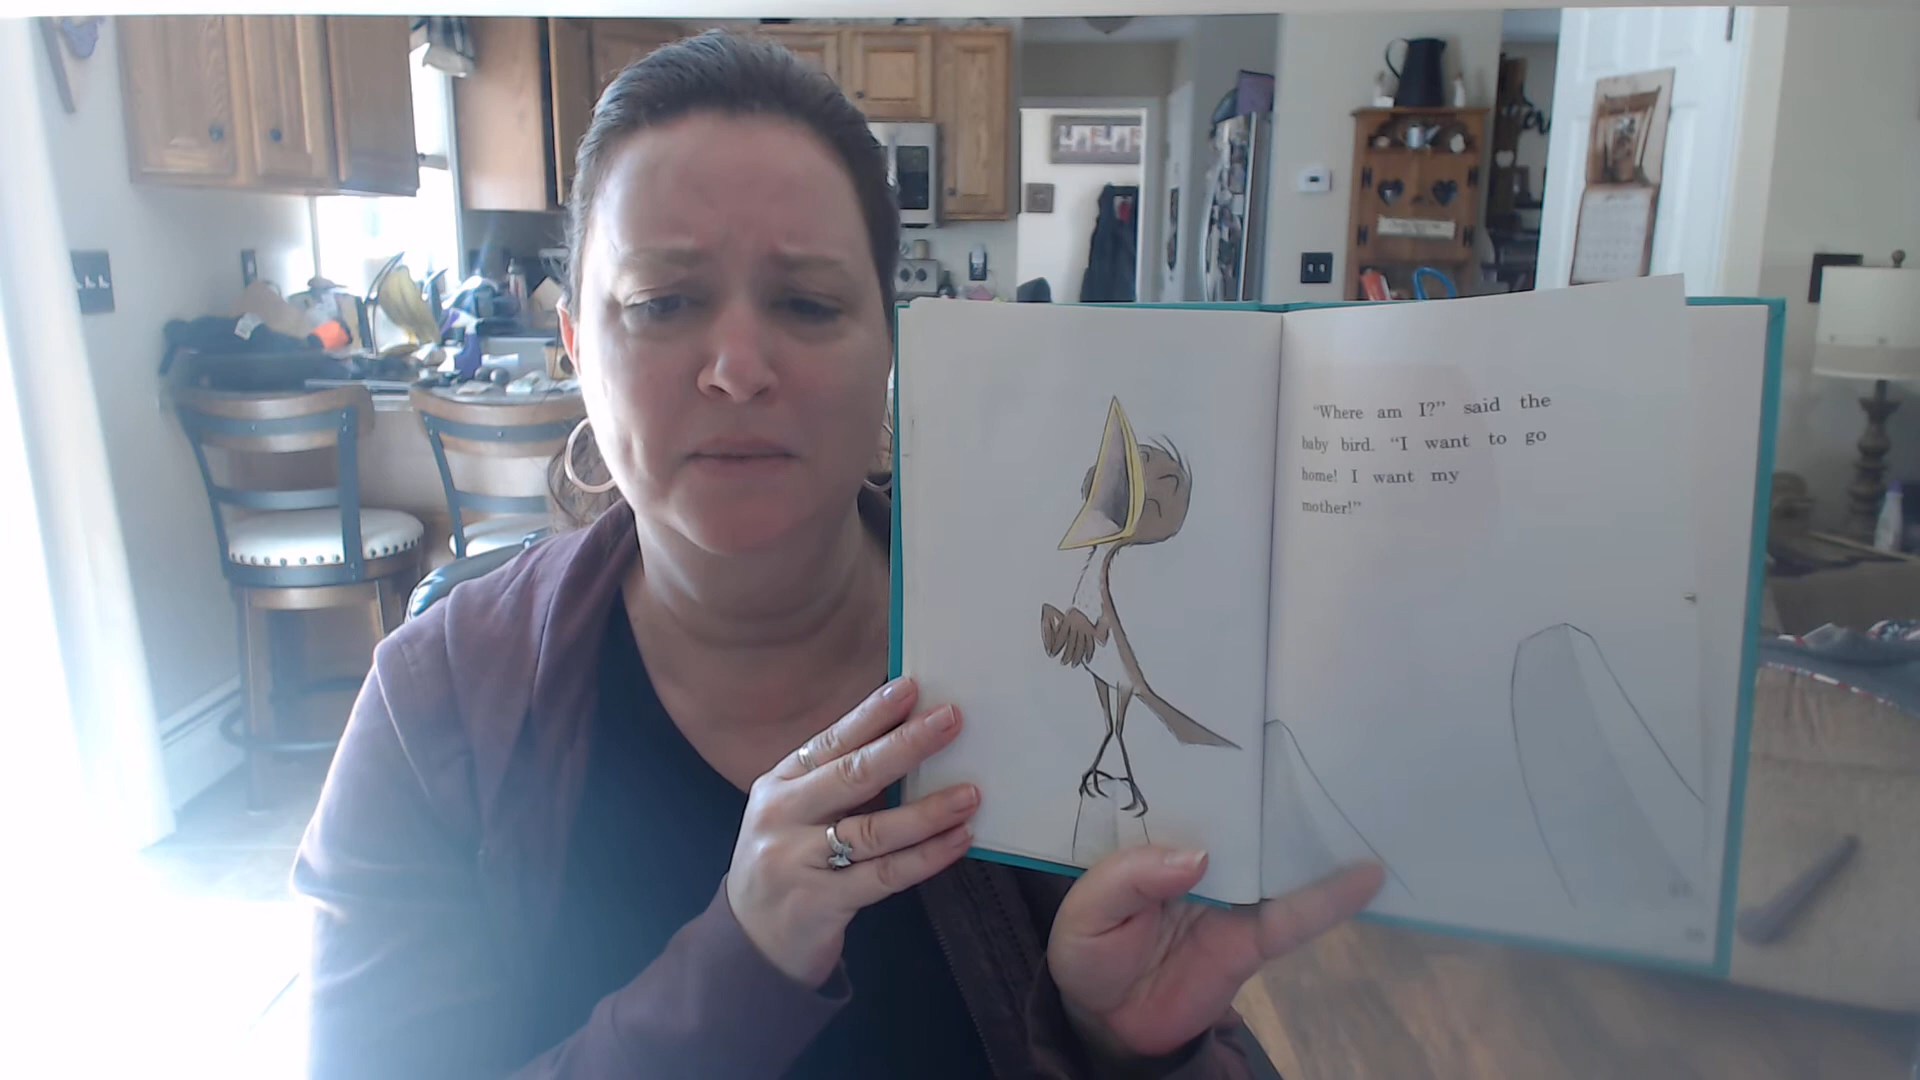 "Where am I?" said the
baby bird. "I want to go
home! I want my
mother!"